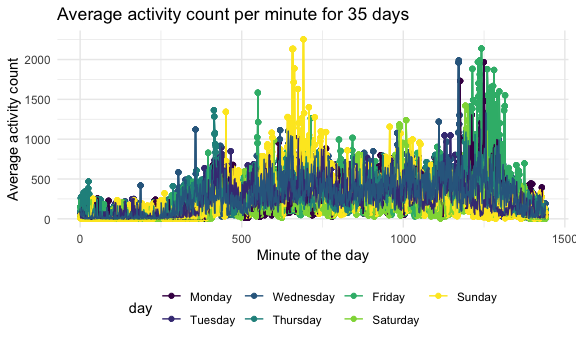 Average activity count per minute for 35 days
Average activity count
2000
1500
1000
500
0
0 500 1000 1500
Minute of the day
day
Monday Wednesday Friday Sunday
Tuesday Thursday Saturday